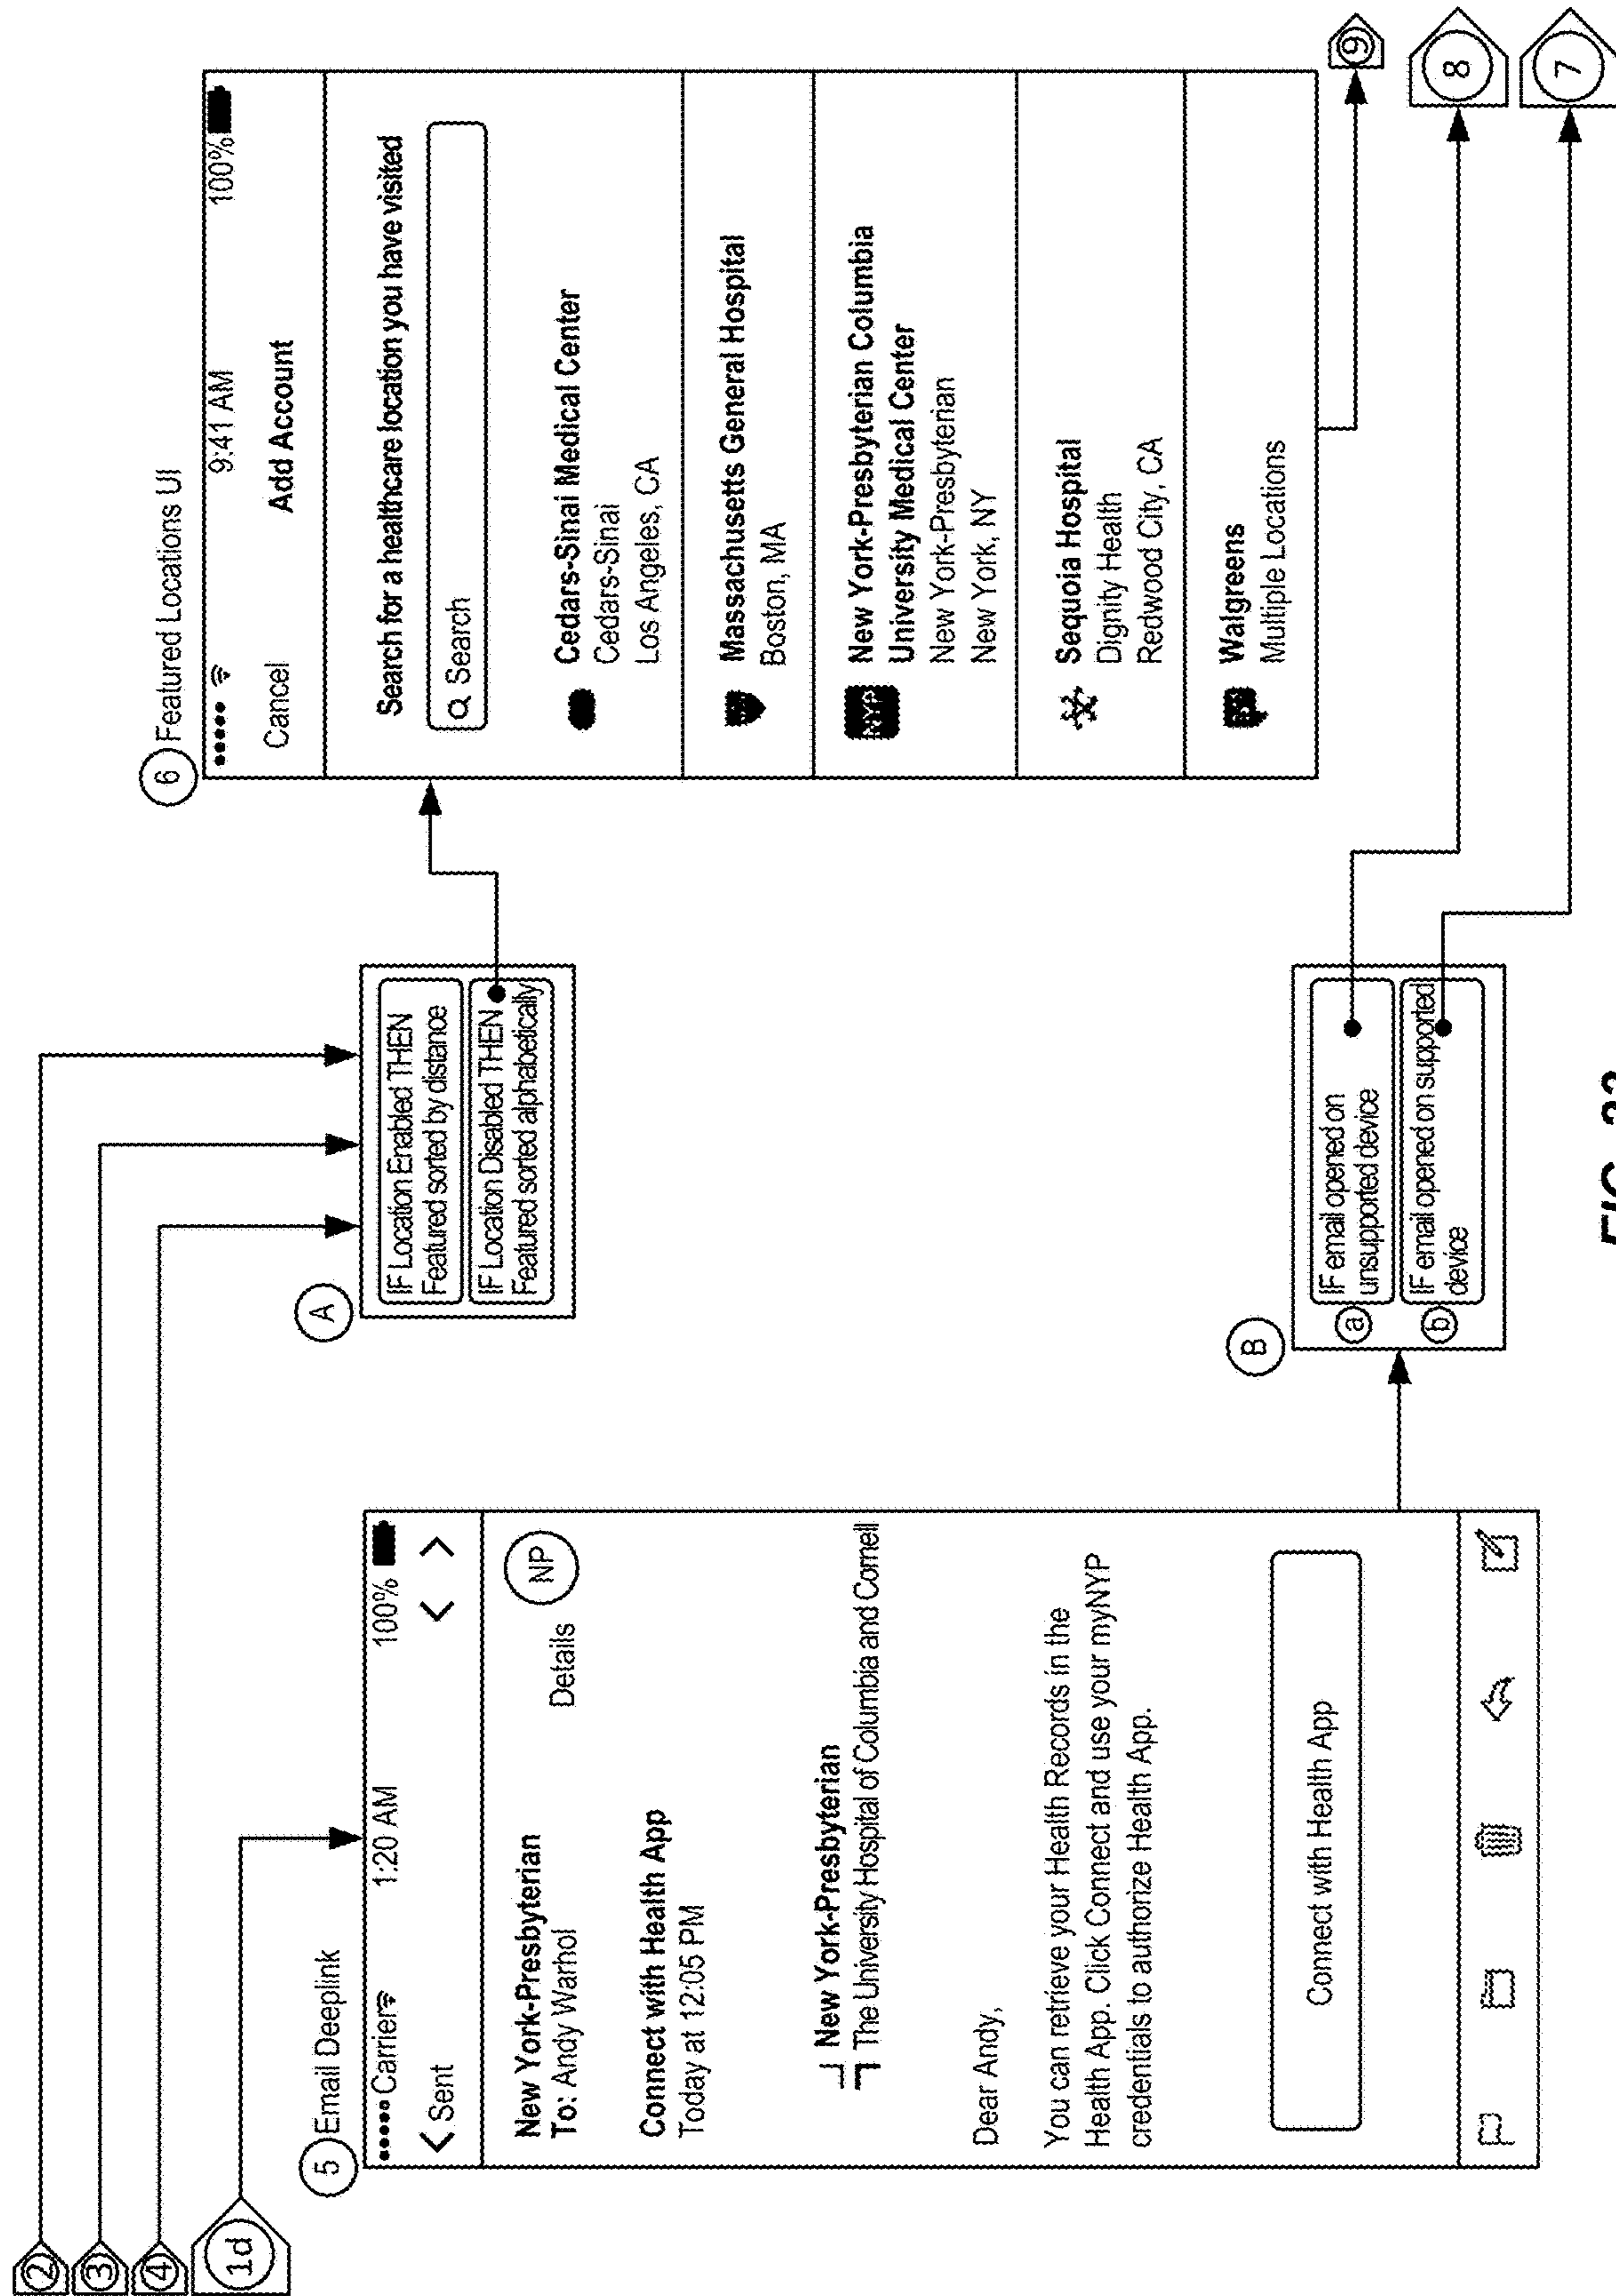 2
3
4
1d
5 Email Deeplink
Carrier 1:20 AM 100%
Sent
New York-Presbyterian
To: Andy Warhol
Details
NP
Connect with Health App
Today at 12:05 PM
New York-Presbyterian
The University Hospital of Columbia and Cornell
Dear Andy,
You can retrieve your Health Records in the
Health App. Click Connect and use your myNYP
credentials to authorize Health App.
Connect with Health App
A
IF Location Enabled THEN
Featured sorted by distance
IF Location Disabled THEN
Featured sorted alphabetically
B
a
IF email opened on
unsupported device
b
IF email opened on supported
device
6 Featured Locations UI
9:41 AM 100%
Cancel Add Account
Search for a healthcare location you have visited
Search
Cedars-Sinai Medical Center
Cedars-Sinai
Los Angeles, CA
Massachusetts General Hospital
Boston, MA
NYP
New York-Presbyterian Columbia
University Medical Center
New York-Presbyterian
New York, NY
Sequoia Hospital
Dignity Health
Redwood City, CA
Walgreens
Multiple Locations
9
8
7
FIG.